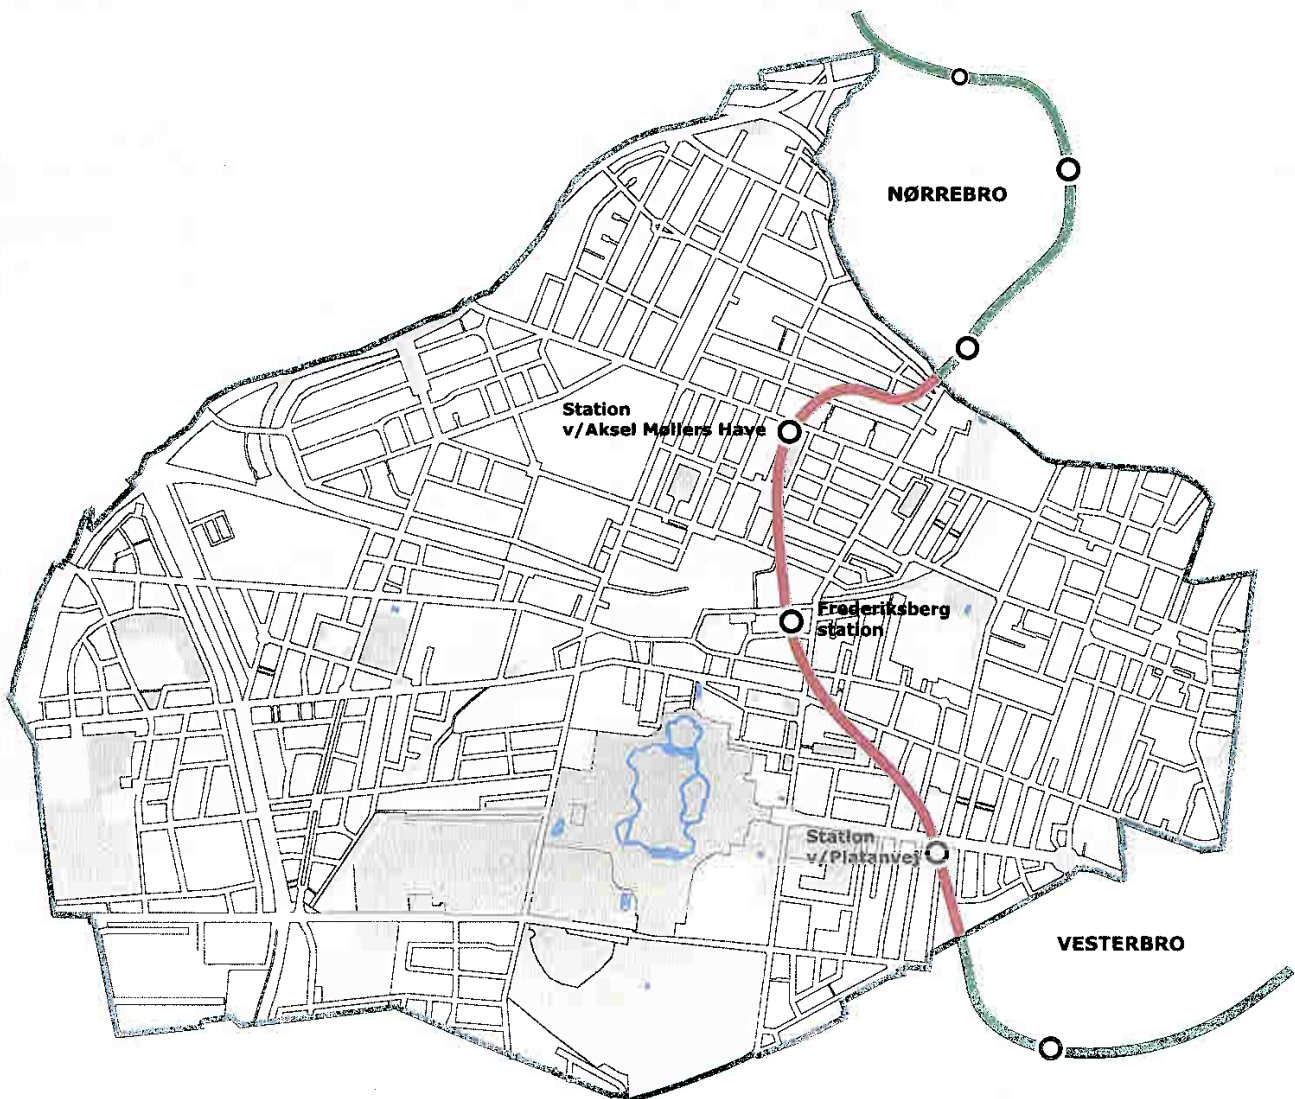 NØRREBRO
Station
v/Aksel Møllers Have
Frederiksberg
station
Station
v/Platanvej
VESTERBRO